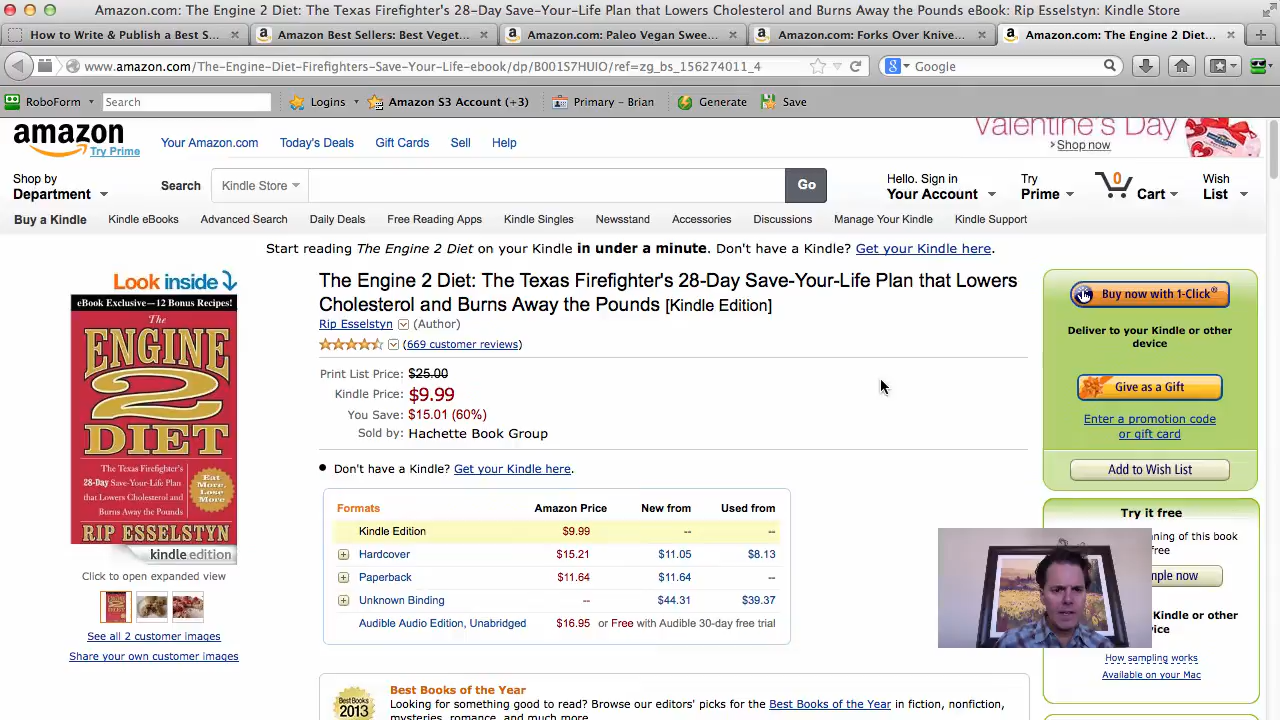 Amazon.com: The Engine 2 Diet: The Texas Firefighter's 28-Day Save-Your-Life Plan that Lowers Cholesterol and Burns Away the Pounds eBook: Rip Esselstyn: Kindle Store
How to Write & Publish a Best S...
Amazon Best Sellers: Best Veget...
Amazon.com: Paleo Vegan Swee...
Amazon.com: Forks Over Knive...
Amazon.com: The Engine 2 Diet...
www.amazon.com/The-Engine-Diet-Firefighters-Save-Your-Life-ebook/dp/B001S7HUIO/ref=zg_bs_156274011_4
Google
RoboForm
Search
Logins
Amazon S3 Account (+3)
Primary - Brian
Generate
Save
amazon
Try Prime
Your Amazon.com
Today's Deals
Gift Cards
Sell
Help
Valentine's Day
Shop now
Shop by
Department
Search
Kindle Store
Go
Hello. Sign in
Your Account
Try
Prime
0
Cart
Wish
List
Buy a Kindle
Kindle eBooks
Advanced Search
Daily Deals
Free Reading Apps
Kindle Singles
Newsstand
Accessories
Discussions
Manage Your Kindle
Kindle Support
Start reading The Engine 2 Diet on your Kindle in under a minute. Don't have a Kindle? Get your Kindle here.
Look inside
eBook Exclusive—12 Bonus Recipes!
The
ENGINE
2
DIET
The Texas Firefighter's
28-Day Save-Your-Life Plan
that Lowers Cholesterol and
Burns Away the Pounds
Eat
More,
Lose
More
RIP ESSELSTYN
kindle edition
Click to open expanded view
See all 2 customer images
Share your own customer images
The Engine 2 Diet: The Texas Firefighter's 28-Day Save-Your-Life Plan that Lowers
Cholesterol and Burns Away the Pounds [Kindle Edition]
Rip Esselstyn (Author)
(669 customer reviews)
Print List Price: $25.00
Kindle Price: $9.99
You Save: $15.01 (60%)
Sold by: Hachette Book Group
Don't have a Kindle? Get your Kindle here.
Formats Amazon Price New from Used from
Kindle Edition $9.99 -- --
Hardcover $15.21 $11.05 $8.13
Paperback $11.64 $11.64 --
Unknown Binding -- $44.31 $39.37
Audible Audio Edition, Unabridged $16.95 or Free with Audible 30-day free trial
Best Books
2013
Best Books of the Year
Looking for something good to read? Browse our editors' picks for the Best Books of the Year in fiction, nonfiction,
mysteries, romance, and much more.
Buy now with 1-Click®
Deliver to your Kindle or other
device
Give as a Gift
Enter a promotion code
or gift card
Add to Wish List
Try it free
nning of this book
free
mple now
Kindle or other
vice
How sampling works
Available on your Mac